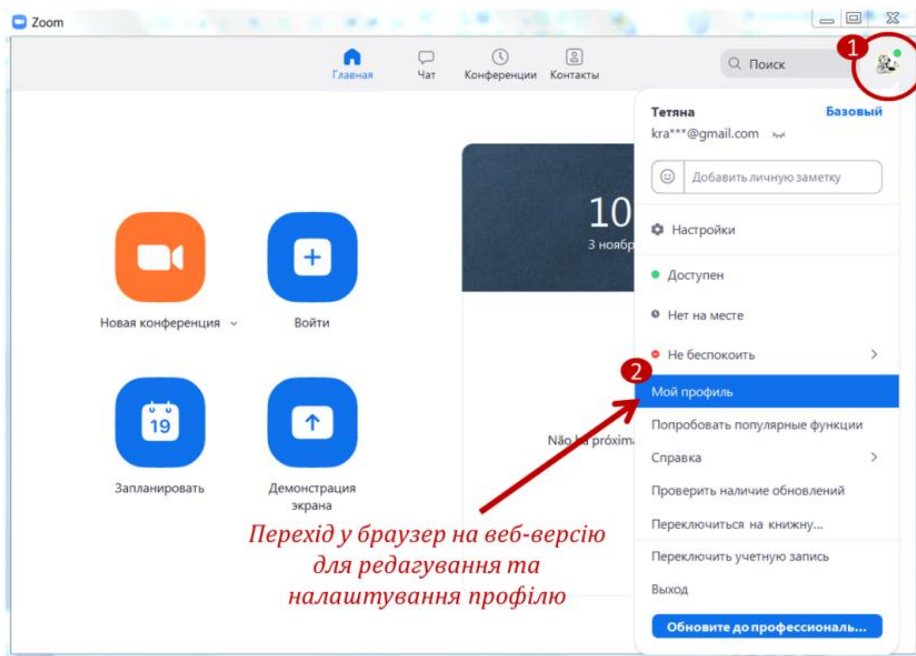 Zoom
Главная
Чат
Конференции
Контакты
Поиск
1
Тетяна
Базовый
kra***@gmail.com
Добавить личную заметку
10
3 ноябр
Настройки
Доступен
Новая конференция
Войти
Нет на месте
Не беспокоить
2
Мой профиль
19
Попробовать популярные функции
Não há próxim
Справка
Запланировать
Демонстрация
экрана
Проверить наличие обновлений
Переключиться на книжну...
Перехід у браузер на веб-версію
для редагування та
налаштування профілю
Переключить учетную запись
Выход
Обновите до профессиональ...